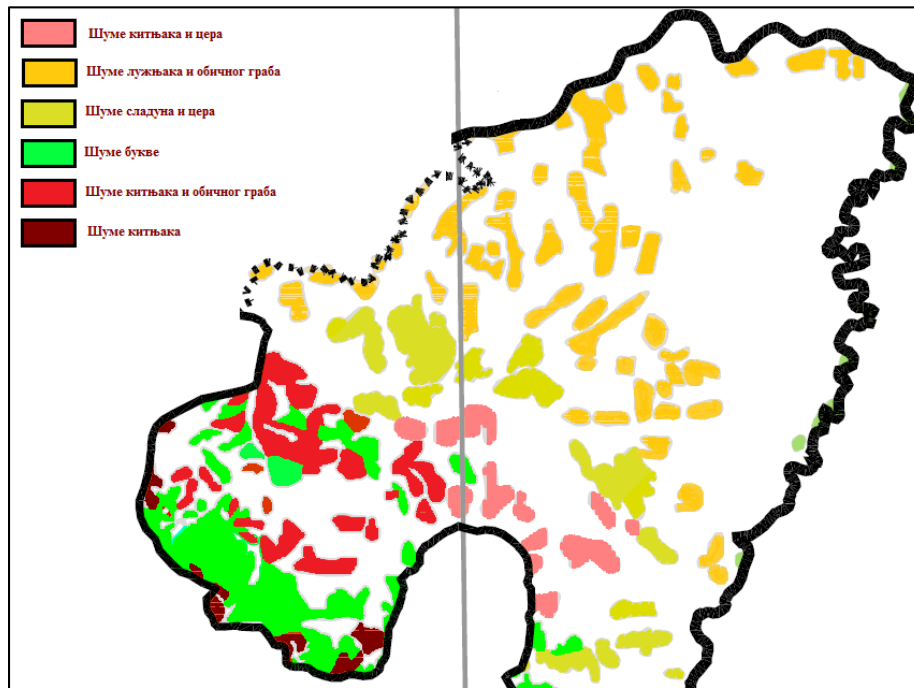 Шуме китњака и цера
Шуме лужњака и обичног граба
Шуме сладуна и цера
Шуме букве
Шуме китњака и обичног граба
Шуме китњака